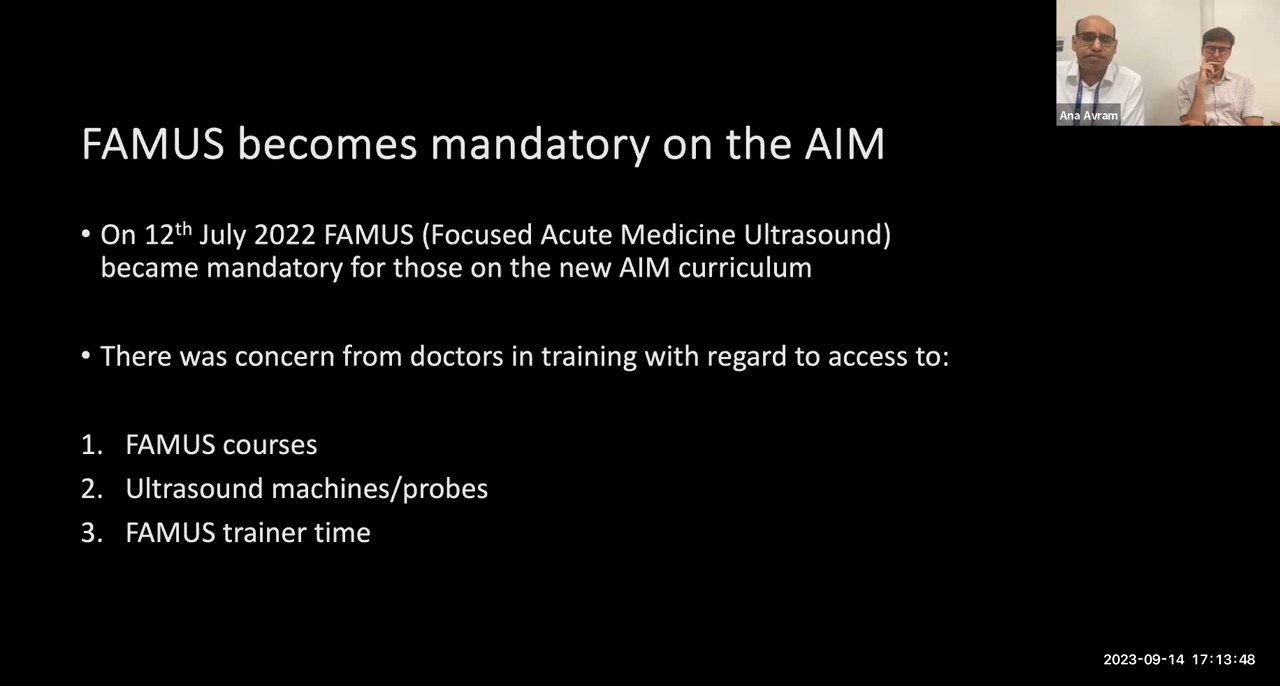 Ana Avram
FAMUS becomes mandatory on the AIM
• On 12th July 2022 FAMUS (Focused Acute Medicine Ultrasound)
became mandatory for those on the new AIM curriculum
• There was concern from doctors in training with regard to access to:
1. FAMUS courses
2. Ultrasound machines/probes
3. FAMUS trainer time
2023-09-14 17:13:48